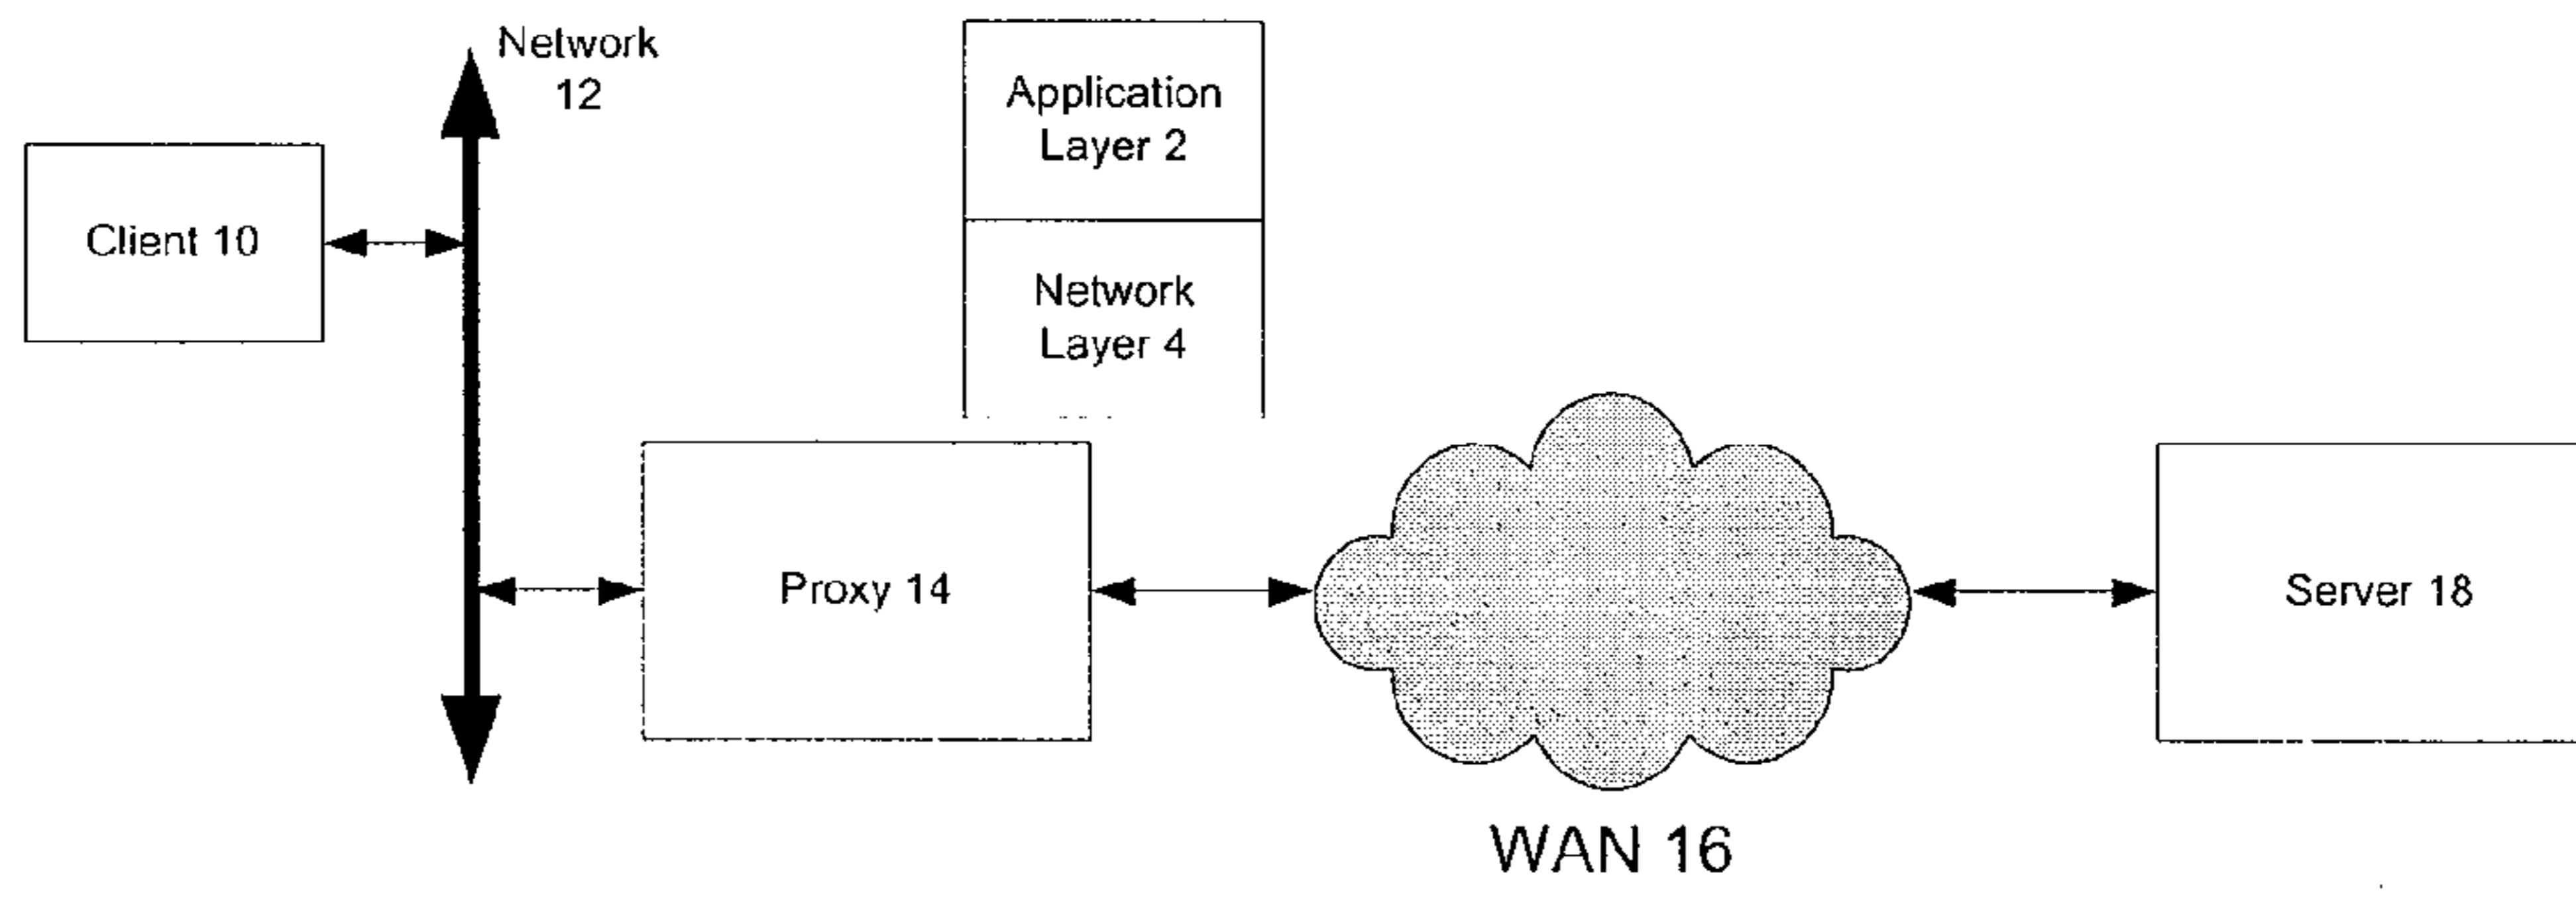 Network
12
Application
Layer 2
Client 10
Network
Layer 4
Proxy 14
Server 18
WAN 16